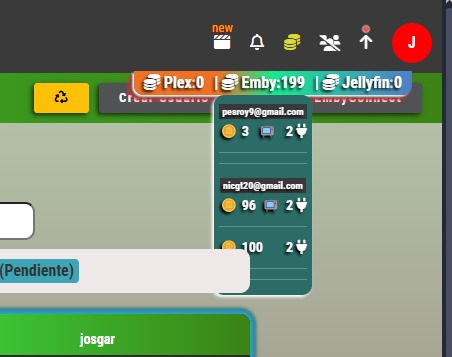 new
J
Plex:0 | Emby:199 | Jellyfin:0
Crear Usuario EmbyConnect
pesroy9@gmail.com
3 2
nicgt20@gmail.com
96 2
100 2
(Pendiente)
josgar